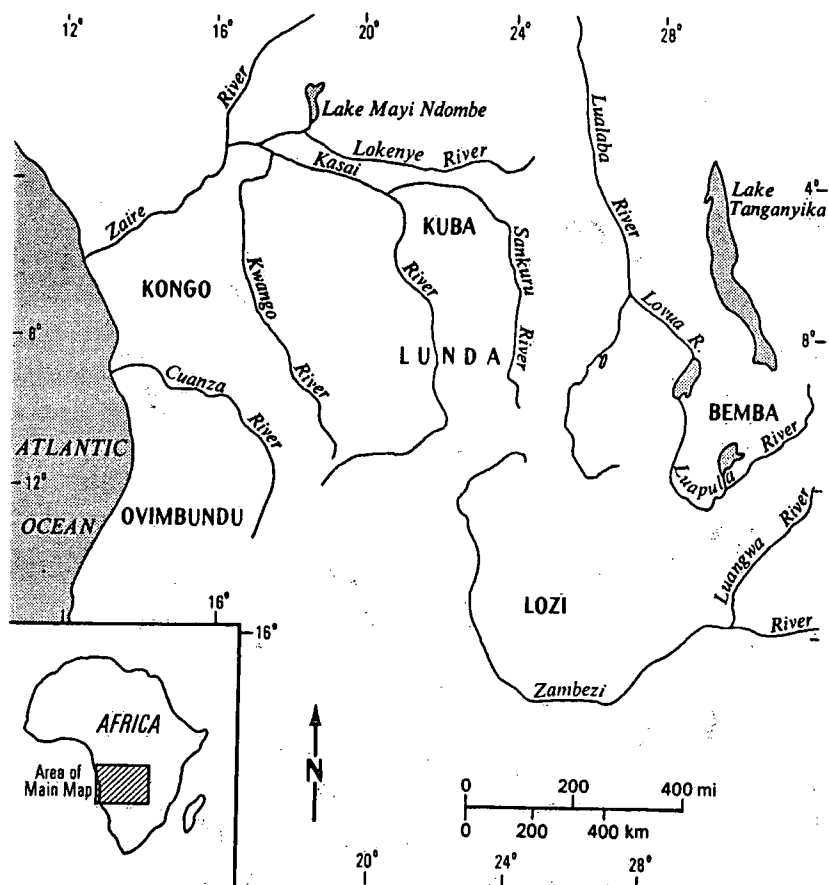 12° 16° 20° 24° 28°
River
Lake Mayi Ndombe
Lualaba River
Lokenye River
Kasai River
4°
Lake
Tanganyika
Zaire
KUBA
Sankuru River
KONGO
Kwango River
Lovua R.
8° 8°
LUNDA
Cuanza River
BEMBA
ATLANTIC
OCEAN
12°
Luapula River
OVIMBUNDU
Luangwa River
LOZI
16° 16°
River
Zambezi
AFRICA
Area of
Main Map
N
0 200 400 mi
0 200 400 km
20° 24° 28°